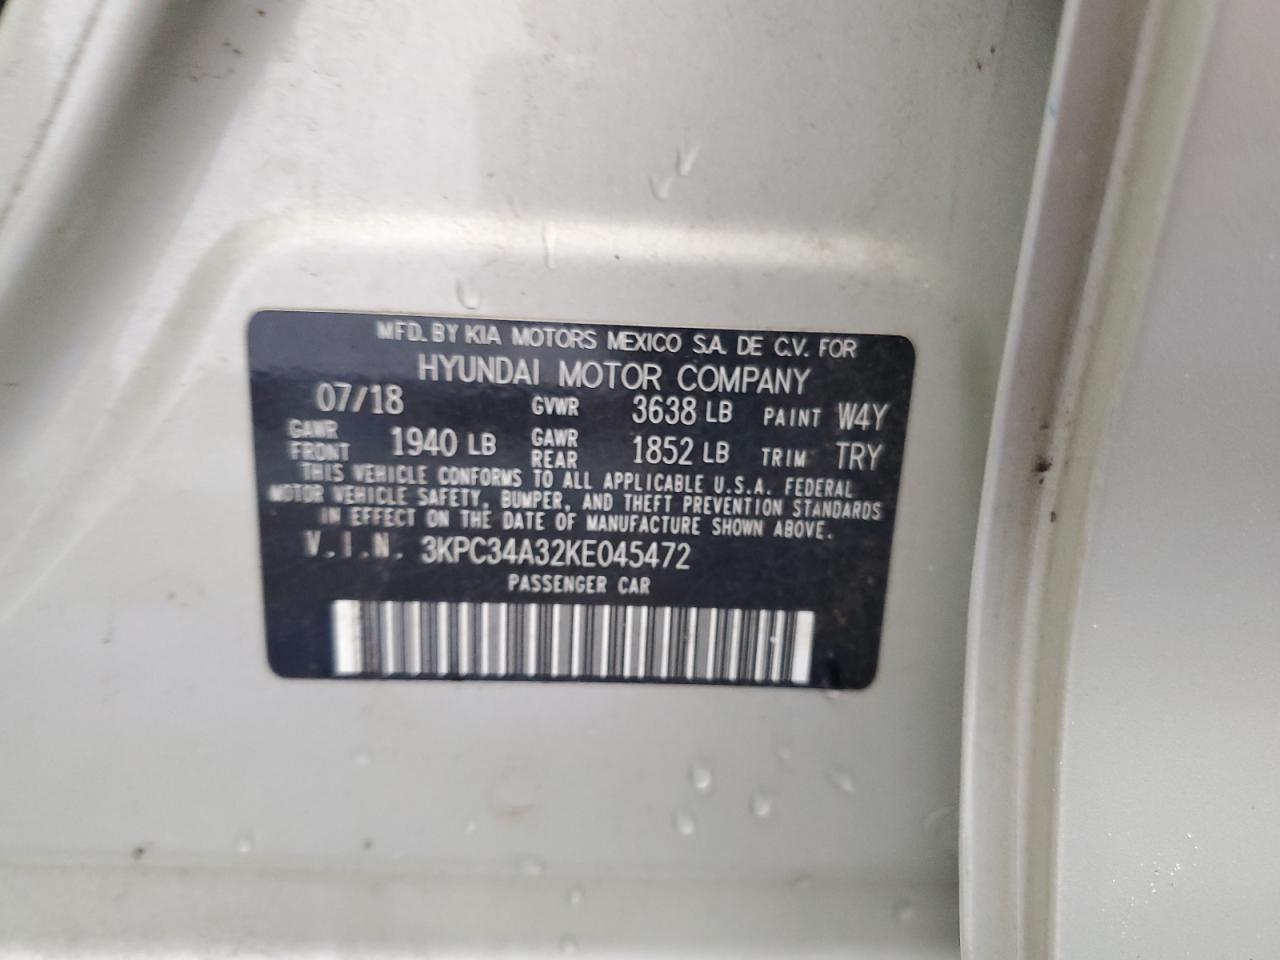 MFD. BY KIA MOTORS MEXICO S.A. DE C.V. FOR
HYUNDAI MOTOR COMPANY
07/18 GVWR 3638 LB PAINT W4Y
GAWR FRONT 1940 LB GAWR REAR 1852 LB TRIM TRY
THIS VEHICLE CONFORMS TO ALL APPLICABLE U.S.A. FEDERAL
MOTOR VEHICLE SAFETY, BUMPER, AND THEFT PREVENTION STANDARDS
IN EFFECT ON THE DATE OF MANUFACTURE SHOWN ABOVE.
V.I.N. 3KPC34A32KE045472
PASSENGER CAR